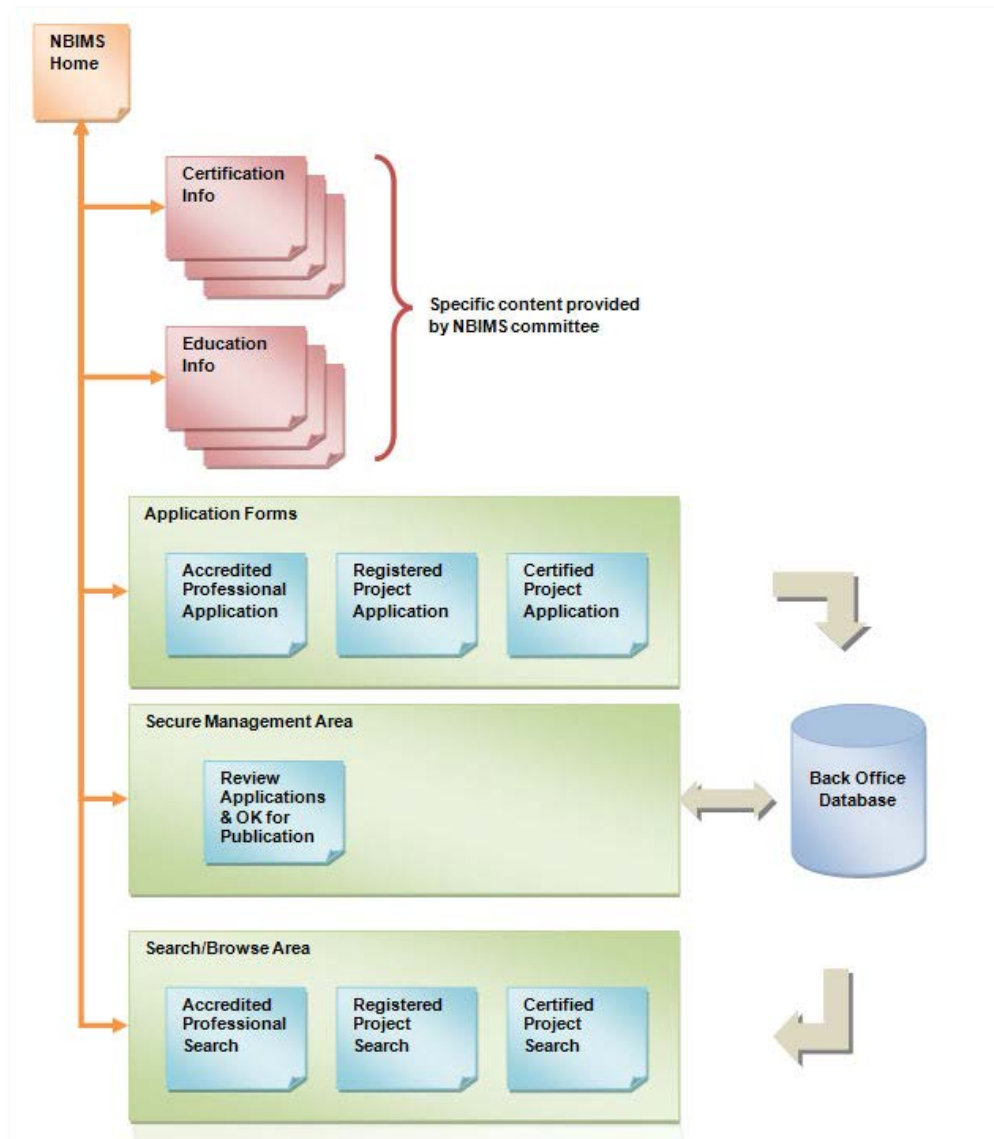 NBIMS
Home
Certification
Info
Specific content provided
by NBIMS committee
Education
Info
Application Forms
Accredited
Professional
Application
Registered
Project
Application
Certified
Project
Application
Secure Management Area
Review
Applications
& OK for
Publication
Back Office
Database
Search/Browse Area
Accredited
Professional
Search
Registered
Project
Search
Certified
Project
Search